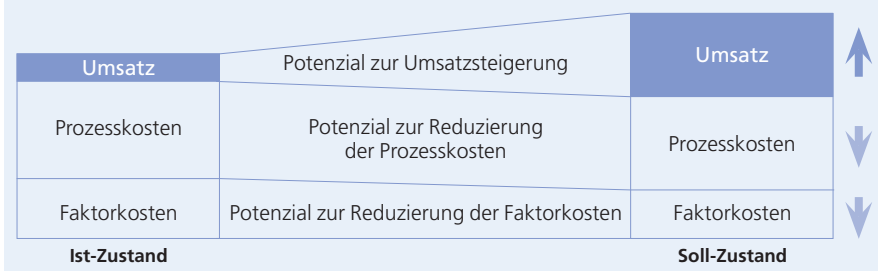 Umsatz
Potenzial zur Umsatzsteigerung
Umsatz
Prozesskosten
Potenzial zur Reduzierung
der Prozesskosten
Prozesskosten
Faktorkosten
Potenzial zur Reduzierung der Faktorkosten
Faktorkosten
Ist-Zustand
Soll-Zustand